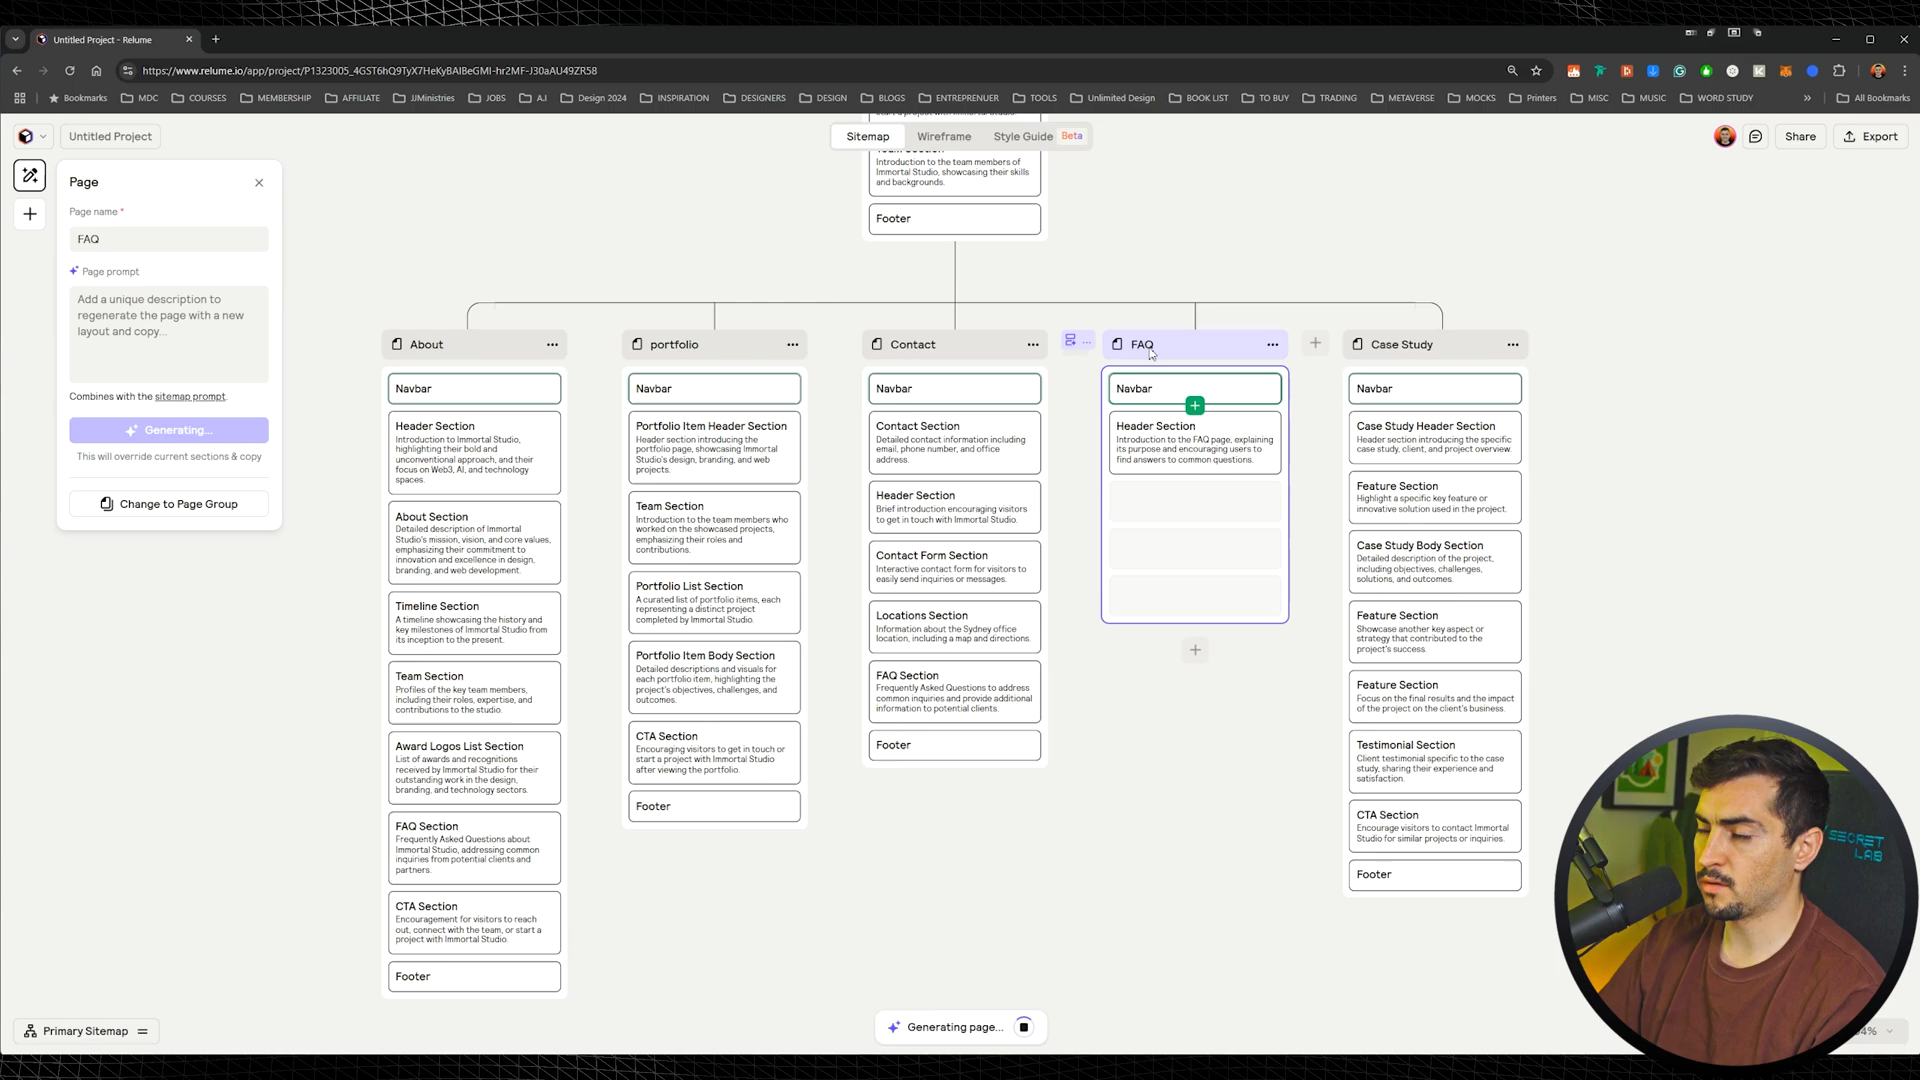 Untitled Project - Relume
https://www.relume.io/app/project/P1323005_4GST6hQ9TyX7HeKyBAIBeGMI-hr2MF-J30aAU49ZR58
Bookmarks
MDC
COURSES
MEMBERSHIP
AFFILIATE
JJMinistries
JOBS
A.I
Design 2024
INSPIRATION
DESIGNERS
DESIGN
BLOGS
ENTREPRENUER
TOOLS
Unlimited Design
BOOK LIST
TO BUY
TRADING
METAVERSE
MOCKS
Printers
MISC
MUSIC
WORD STUDY
All Bookmarks
Untitled Project
Sitemap
Wireframe
Style Guide
Beta
Share
Export
Page
Page name *
FAQ
Page prompt
Add a unique description to
regenerate the page with a new
layout and copy...
Combines with the sitemap prompt.
Generating...
This will override current sections & copy
Change to Page Group
Introduction to the team members of
Immortal Studio, showcasing their skills
and backgrounds.
Footer
About
Navbar
Header Section
Introduction to Immortal Studio,
highlighting their bold and
unconventional approach, and their
focus on Web3, AI, and technology
spaces.
About Section
Detailed description of Immortal
Studio's mission, vision, and core values,
emphasizing their commitment to
innovation and excellence in design,
branding, and web development.
Timeline Section
A timeline showcasing the history and
key milestones of Immortal Studio from
its inception to the present.
Team Section
Profiles of the key team members,
including their roles, expertise, and
contributions to the studio.
Award Logos List Section
List of awards and recognitions
received by Immortal Studio for their
outstanding work in the design,
branding, and technology sectors.
FAQ Section
Frequently Asked Questions about
Immortal Studio, addressing common
inquiries from potential clients and
partners.
CTA Section
Encouragement for visitors to reach
out, connect with the team, or start a
project with Immortal Studio.
Footer
portfolio
Navbar
Portfolio Item Header Section
Header section introducing the
portfolio page, showcasing Immortal
Studio's design, branding, and web
projects.
Team Section
Introduction to the team members who
worked on the showcased projects,
emphasizing their roles and
contributions.
Portfolio List Section
A curated list of portfolio items, each
representing a distinct project
completed by Immortal Studio.
Portfolio Item Body Section
Detailed descriptions and visuals for
each portfolio item, highlighting the
project's objectives, challenges, and
outcomes.
CTA Section
Encouraging visitors to get in touch or
start a project with Immortal Studio
after viewing the portfolio.
Footer
Contact
Navbar
Contact Section
Detailed contact information including
email, phone number, and office
address.
Header Section
Brief introduction encouraging visitors
to get in touch with Immortal Studio.
Contact Form Section
Interactive contact form for visitors to
easily send inquiries or messages.
Locations Section
Information about the Sydney office
location, including a map and directions.
FAQ Section
Frequently Asked Questions to address
common inquiries and provide additional
information to potential clients.
Footer
FAQ
Navbar
Header Section
Introduction to the FAQ page, explaining
its purpose and encouraging users to
find answers to common questions.
Case Study
Navbar
Case Study Header Section
Header section introducing the specific
case study, client, and project overview.
Feature Section
Highlight a specific key feature or
innovative solution used in the project.
Case Study Body Section
Detailed description of the project,
including objectives, challenges,
solutions, and outcomes.
Feature Section
Showcase another key aspect or
strategy that contributed to the
project's success.
Feature Section
Focus on the final results and the impact
of the project on the client's business.
Testimonial Section
Client testimonial specific to the case
study, sharing their experience and
satisfaction.
CTA Section
Encourage visitors to contact Immortal
Studio for similar projects or inquiries.
Footer
Primary Sitemap
Generating page...
SECRET
LAB